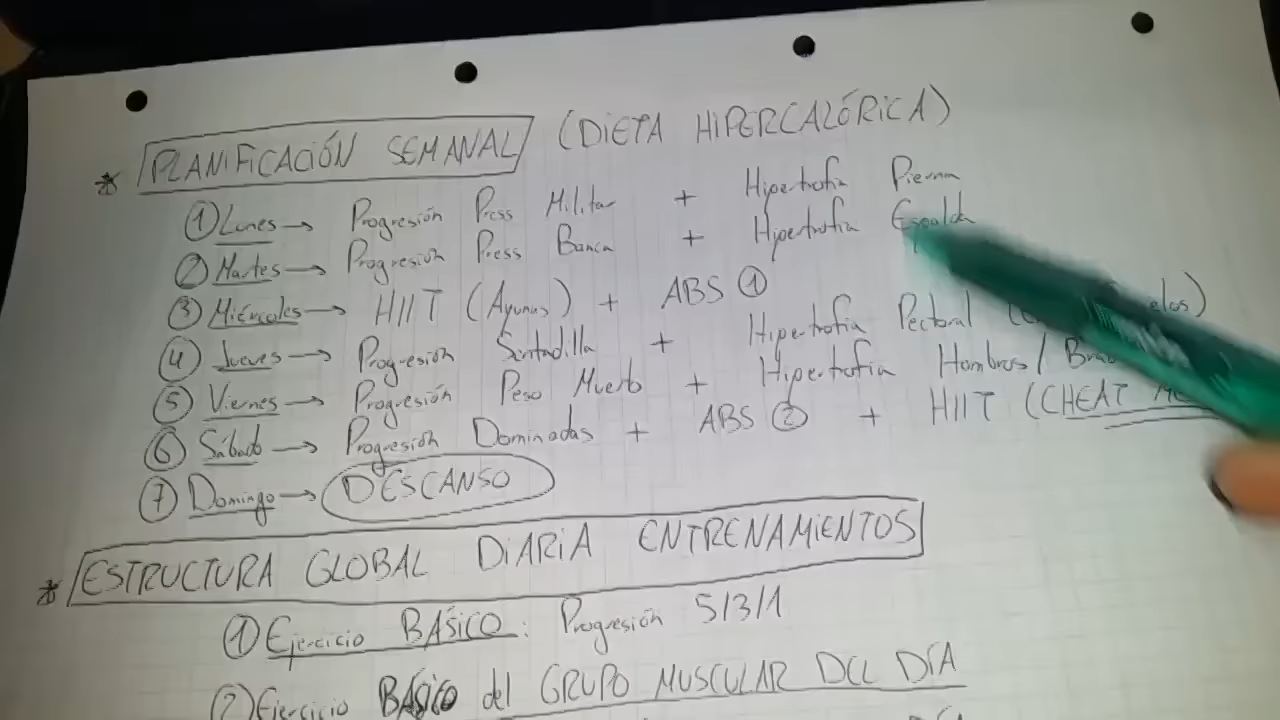 * PLANIFICACIÓN SEMANAL (DIETA HIPERCALÓRICA)
① Lunes → Progresión Press Militar + Hipertrofia Pierna
② Martes → Progresión Press Banca + Hipertrofia Espalda
③ Miércoles → HIIT (Ayunas) + ABS ①
④ Jueves → Progresión Sentadilla + Hipertrofia Pectoral
⑤ Viernes → Progresión Peso Muerto + Hipertrofia Hombros/
⑥ Sábado → Progresión Dominadas + ABS ② + HIIT (CHEAT
⑦ Domingo → DESCANSO
* ESTRUCTURA GLOBAL DIARIA ENTRENAMIENTOS
① Ejercicio BÁSICO: Progresión 5/3/1
② Ejercicio BÁSICO del GRUPO MUSCULAR DEL DÍA